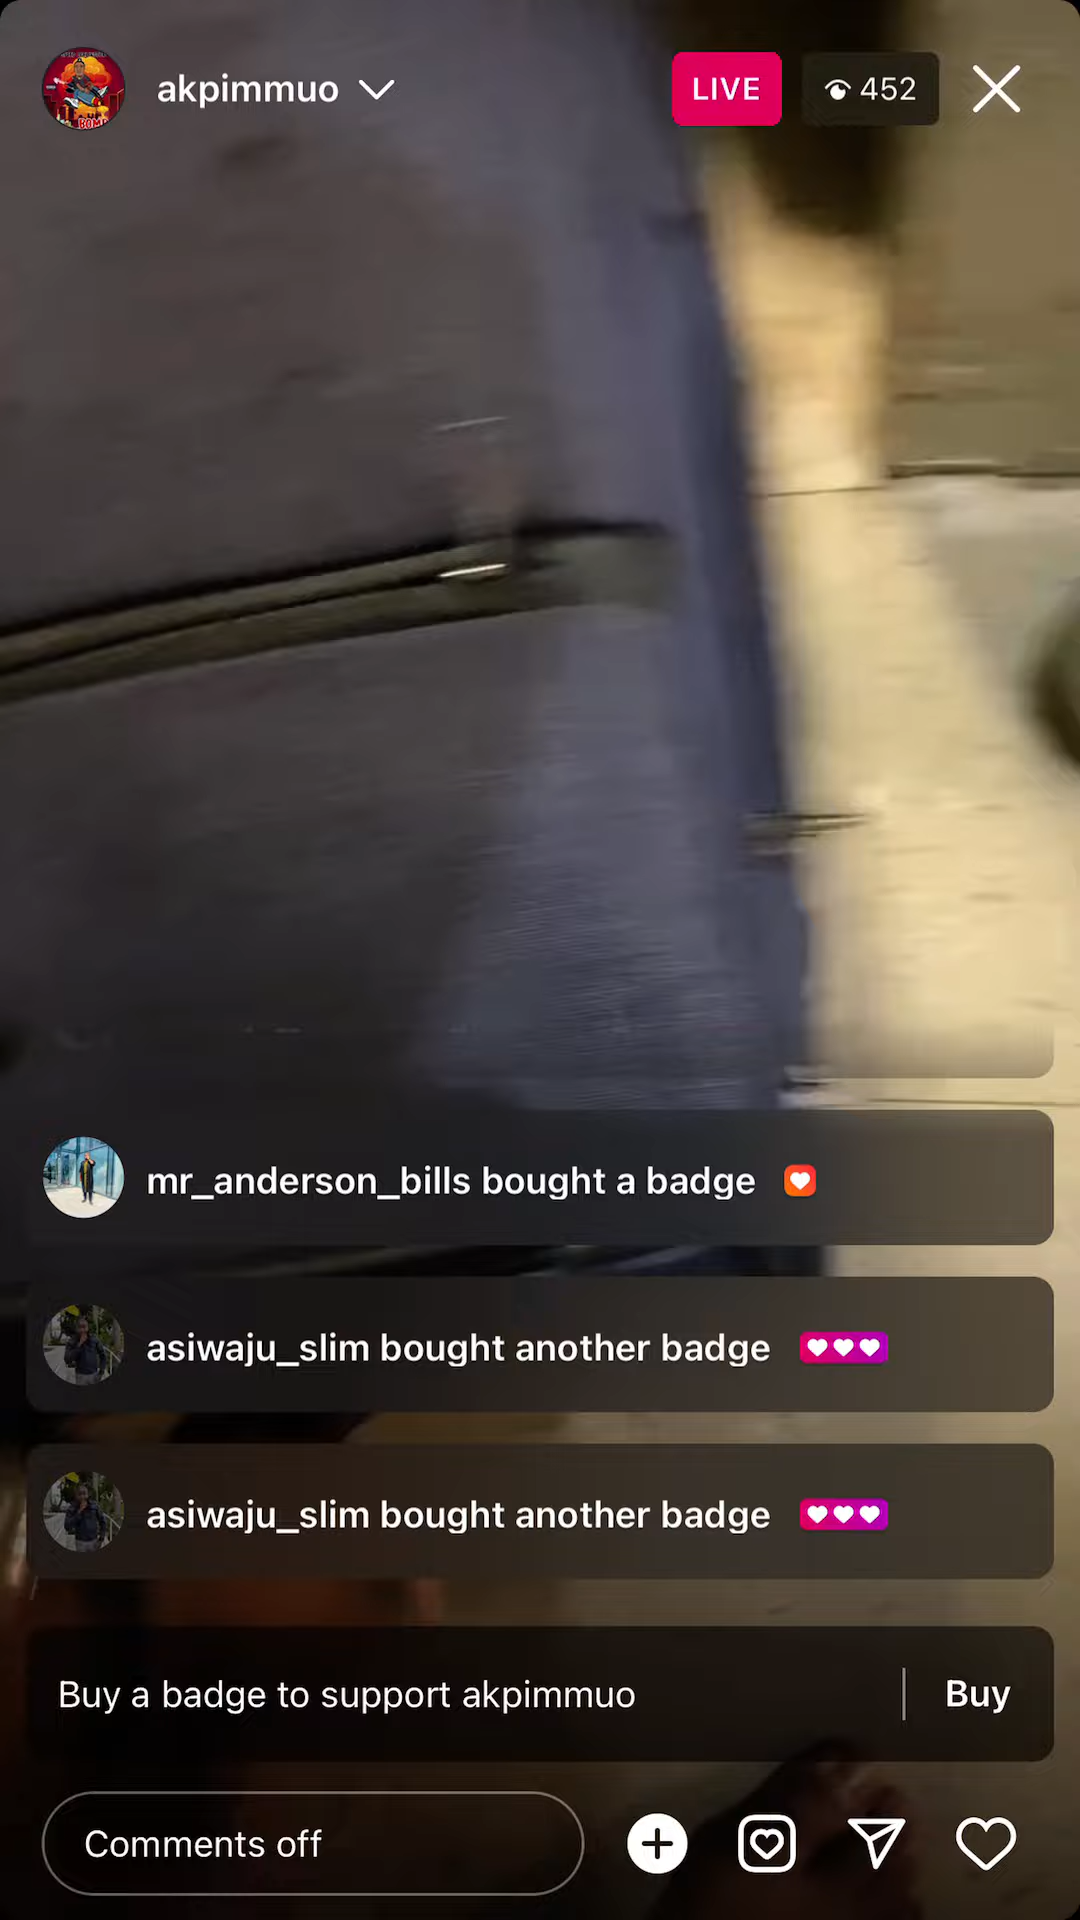 akpimmuo
LIVE
452
mr_anderson_bills bought a badge
asiwaju_slim bought another badge
asiwaju_slim bought another badge
Buy a badge to support akpimmuo
Buy
Comments off